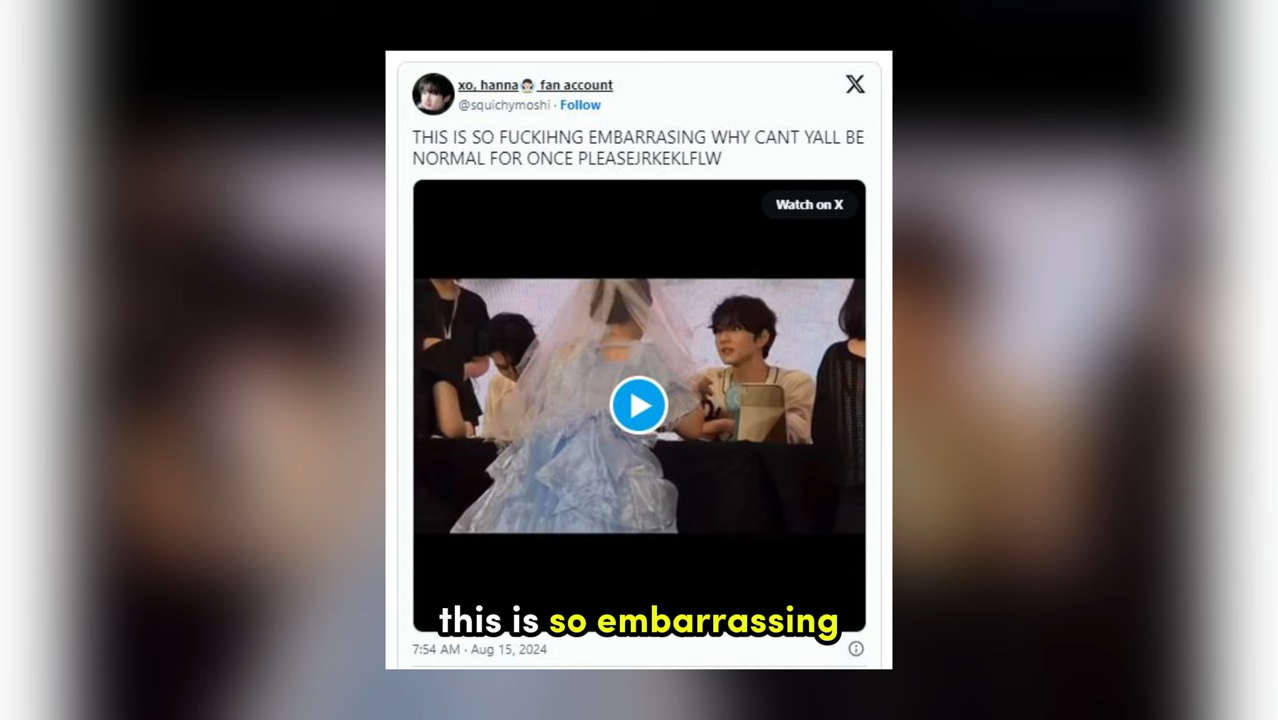 xo, hanna fan account
@squichymoshi · Follow
THIS IS SO FUCKIHNG EMBARRASING WHY CANT YALL BE
NORMAL FOR ONCE PLEASEJRKEKLFLW
Watch on X
this is so embarrassing
7:54 AM · Aug 15, 2024